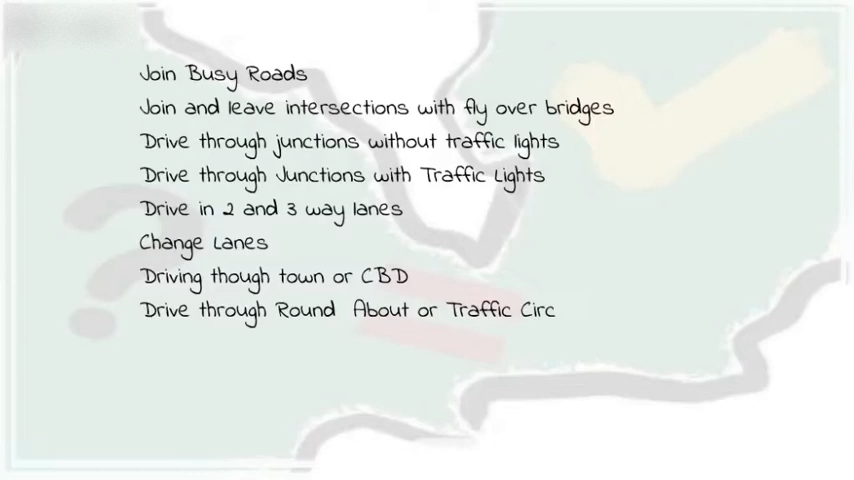 Join Busy Roads
Join and leave intersections with fly over bridges
Drive through junctions without traffic lights
Drive through Junctions with Traffic Lights
Drive in 2 and 3 way lanes
Change Lanes
Driving though town or CBD
Drive through Round About or Traffic Circ